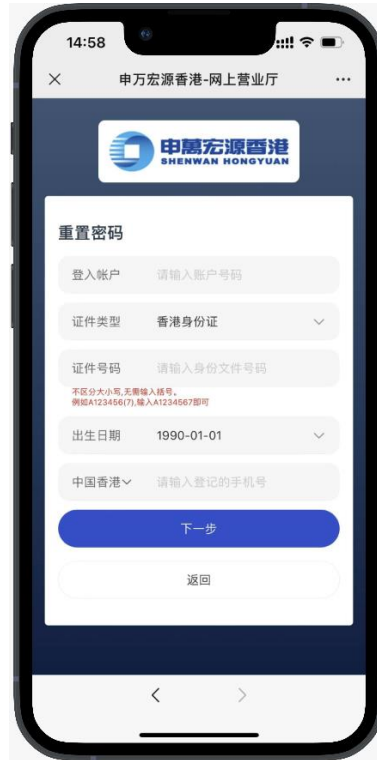 14:58
申万宏源香港-网上营业厅
申萬宏源香港
SHENWAN HONGYUAN
重置密码
登入帐户 请输入账户号码
证件类型 香港身份证
证件号码 请输入身份文件号码
不区分大小写,无需输入括号。
例如A123456(7),输入A1234567即可
出生日期 1990-01-01
中国香港 请输入登记的手机号
下一步
返回